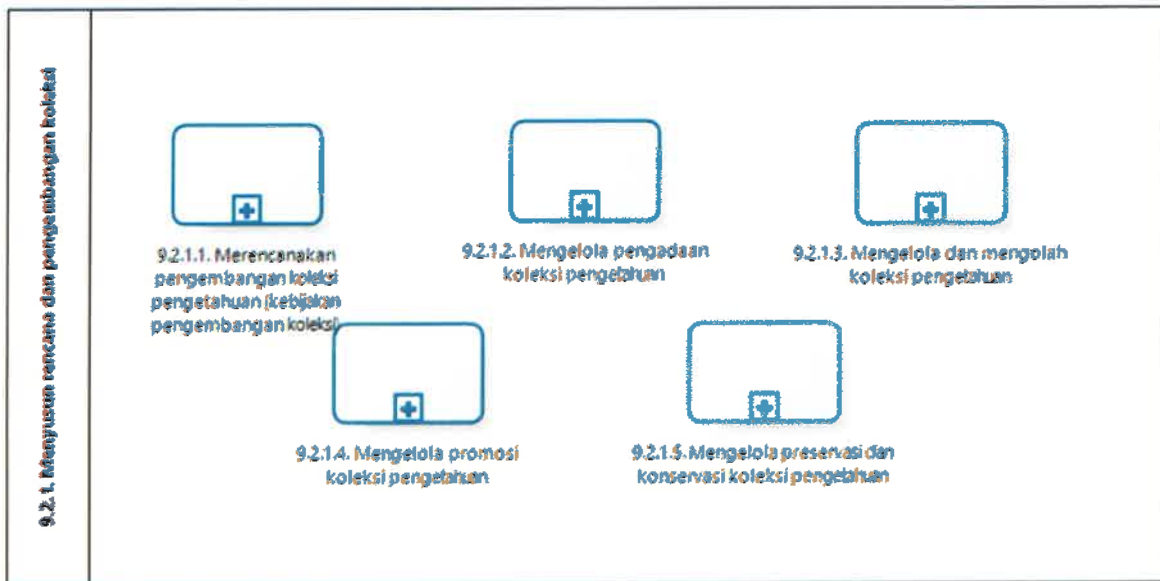 9.2.1. Menyusun rencana dan pengembangan koleksi
9.2.1.1. Merencanakan
pengembangan koleksi
pengetahuan (kebijakan
pengembangan koleksi)
9.2.1.2. Mengelola pengadaan
koleksi pengetahuan
9.2.1.3. Mengelola dan mengolah
koleksi pengetahuan
9.2.1.4. Mengelola promosi
koleksi pengetahuan
9.2.1.5. Mengelola preservasi dan
konservasi koleksi pengetahuan